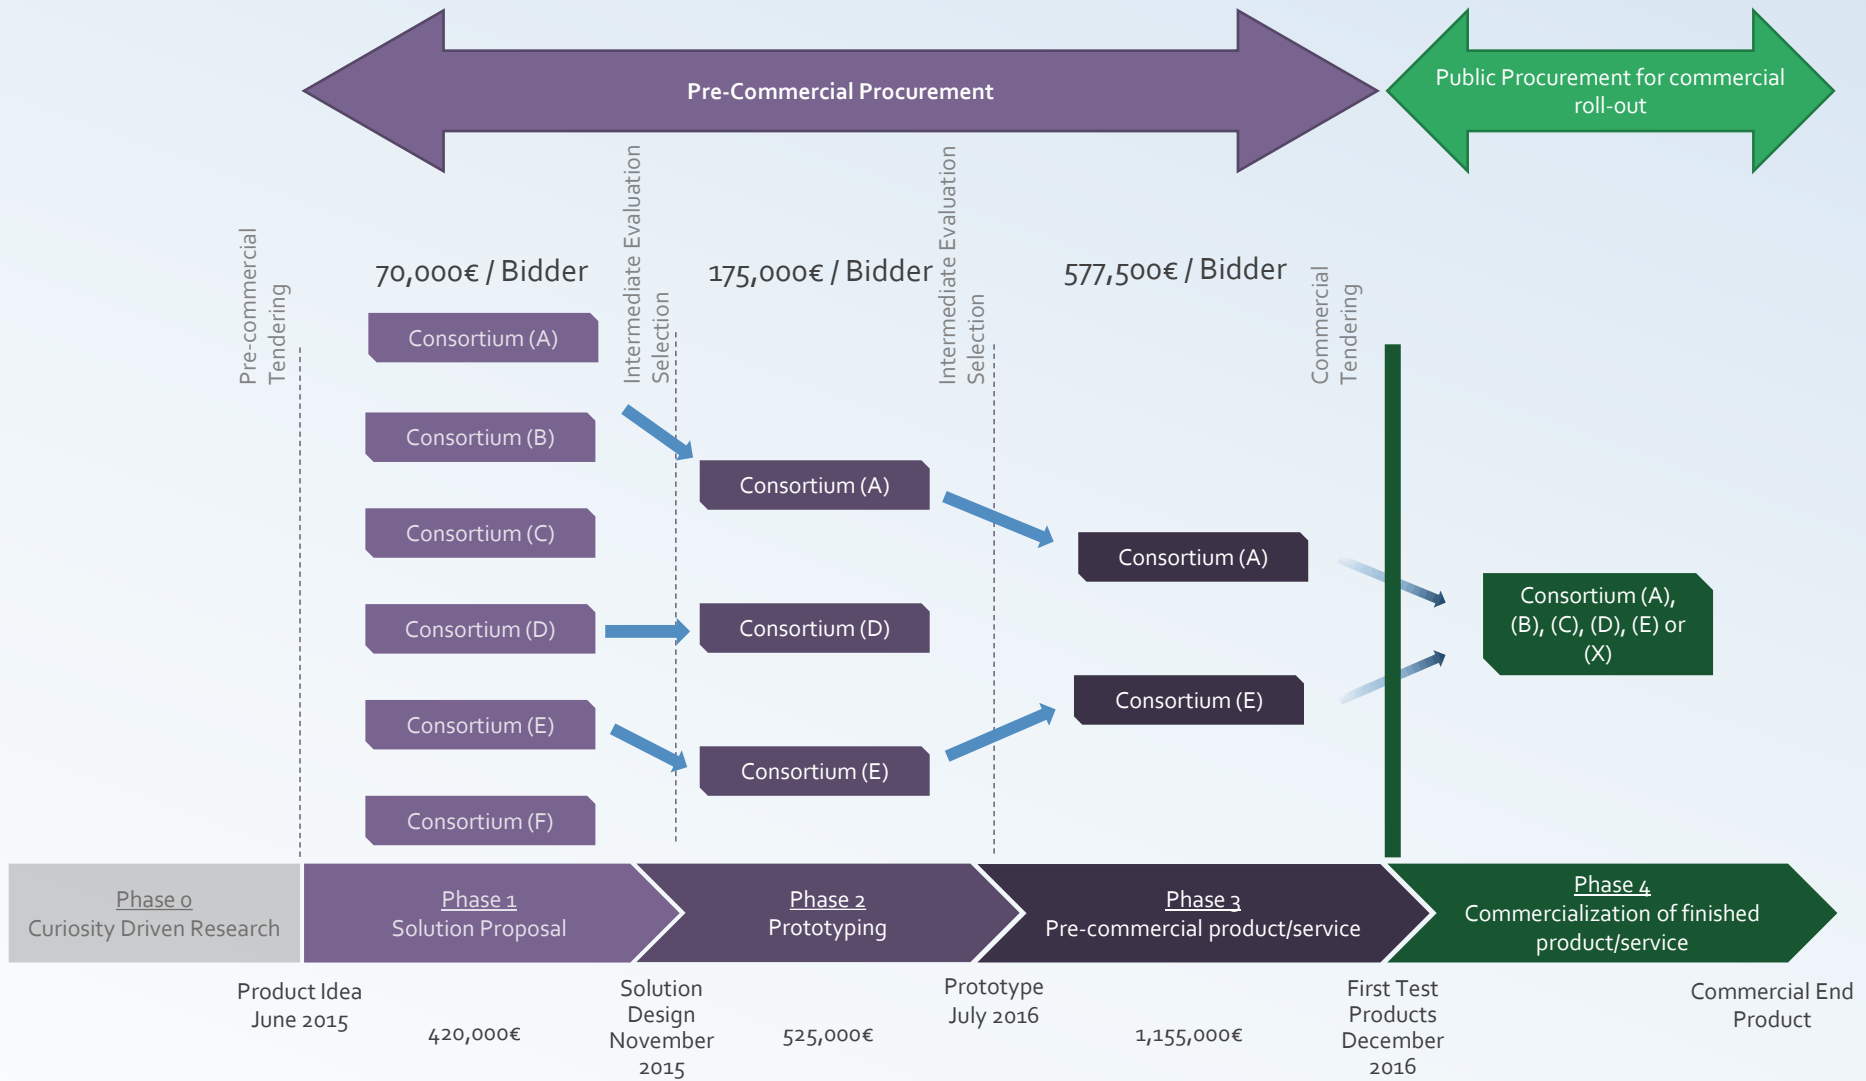 Pre-Commercial Procurement
Public Procurement for commercial
roll-out
Pre-commercial
Tendering
70,000€ / Bidder
Intermediate Evaluation
Selection
175,000€ / Bidder
Intermediate Evaluation
Selection
577,500€ / Bidder
Commercial
Tendering
Consortium (A)
Consortium (B)
Consortium (C)
Consortium (D)
Consortium (E)
Consortium (F)
Consortium (A)
Consortium (D)
Consortium (E)
Consortium (A)
Consortium (E)
Consortium (A),
(B), (C), (D), (E) or
(X)
Phase 0
Curiosity Driven Research
Phase 1
Solution Proposal
Phase 2
Prototyping
Phase 3
Pre-commercial product/service
Phase 4
Commercialization of finished
product/service
Product Idea
June 2015
420,000€
Solution
Design
November
2015
525,000€
Prototype
July 2016
1,155,000€
First Test
Products
December
2016
Commercial End
Product